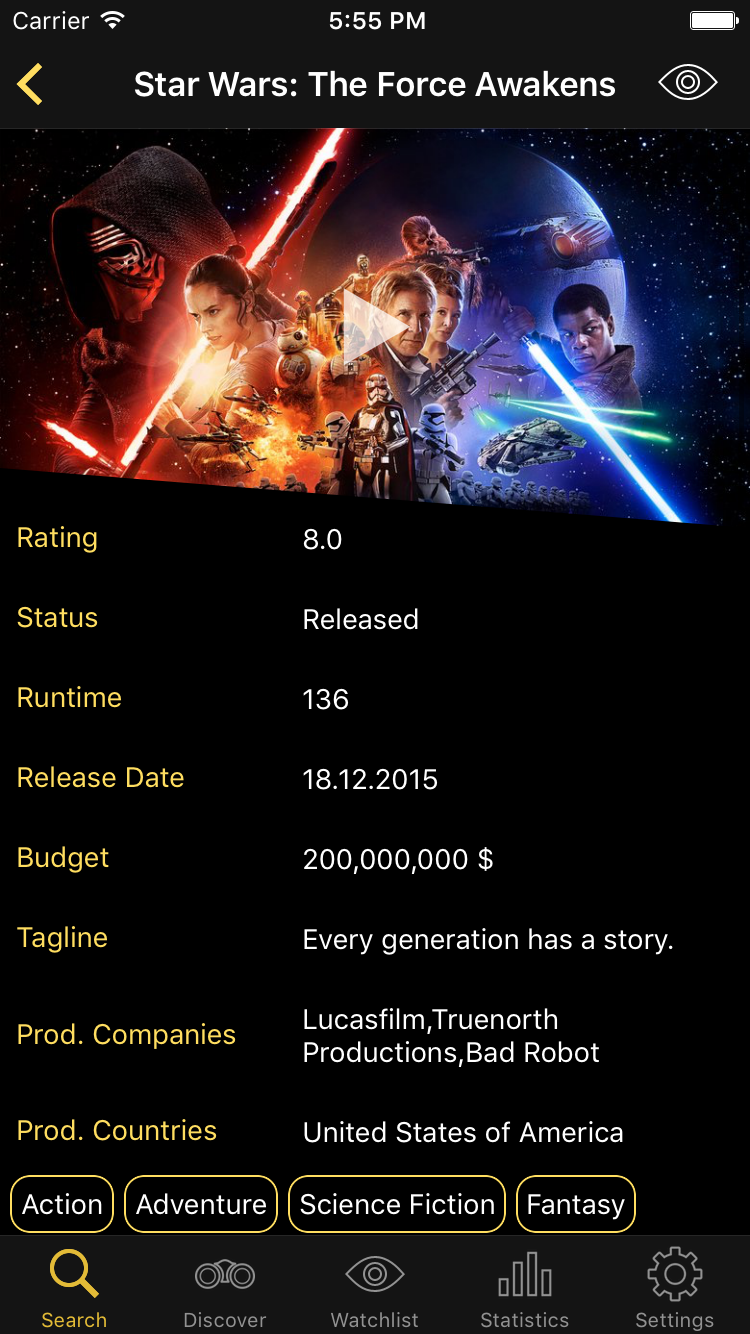 Carrier 5:55 PM
Star Wars: The Force Awakens
Rating 8.0
Status Released
Runtime 136
Release Date 18.12.2015
Budget 200,000,000 $
Tagline Every generation has a story.
Prod. Companies Lucasfilm,Truenorth
Productions,Bad Robot
Prod. Countries United States of America
Action Adventure Science Fiction Fantasy
Search Discover Watchlist Statistics Settings